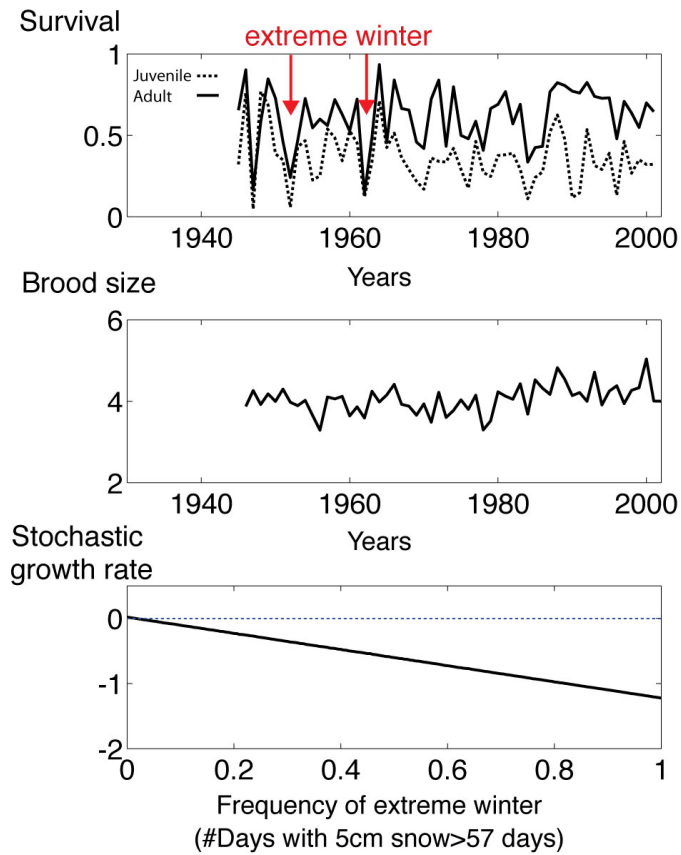 Survival
extreme winter
1
Juvenile
Adult
0.5
0
1940 1960 1980 2000
Years
Brood size
6
4
2
1940 1960 1980 2000
Years
Stochastic
growth rate
0
-1
-2
0 0.2 0.4 0.6 0.8 1
Frequency of extreme winter
(#Days with 5cm snow>57 days)